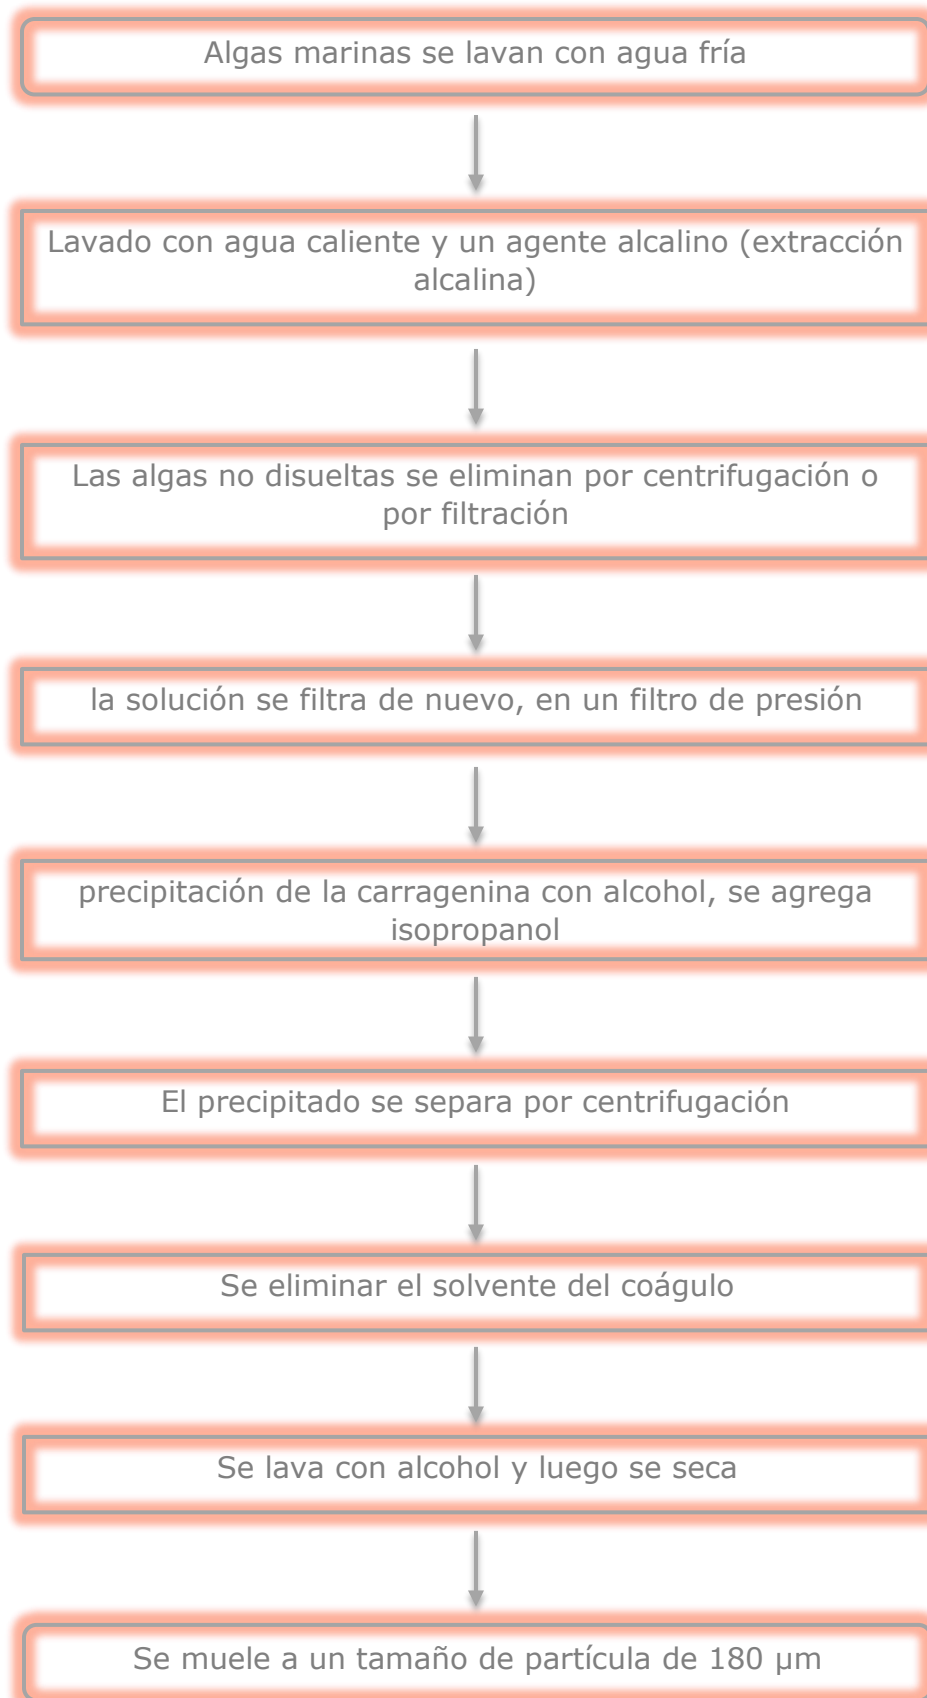 Algas marinas se lavan con agua fría
Lavado con agua caliente y un agente alcalino (extracción
alcalina)
Las algas no disueltas se eliminan por centrifugación o
por filtración
la solución se filtra de nuevo, en un filtro de presión
precipitación de la carragenina con alcohol, se agrega
isopropanol
El precipitado se separa por centrifugación
Se eliminar el solvente del coágulo
Se lava con alcohol y luego se seca
Se muele a un tamaño de partícula de 180 µm